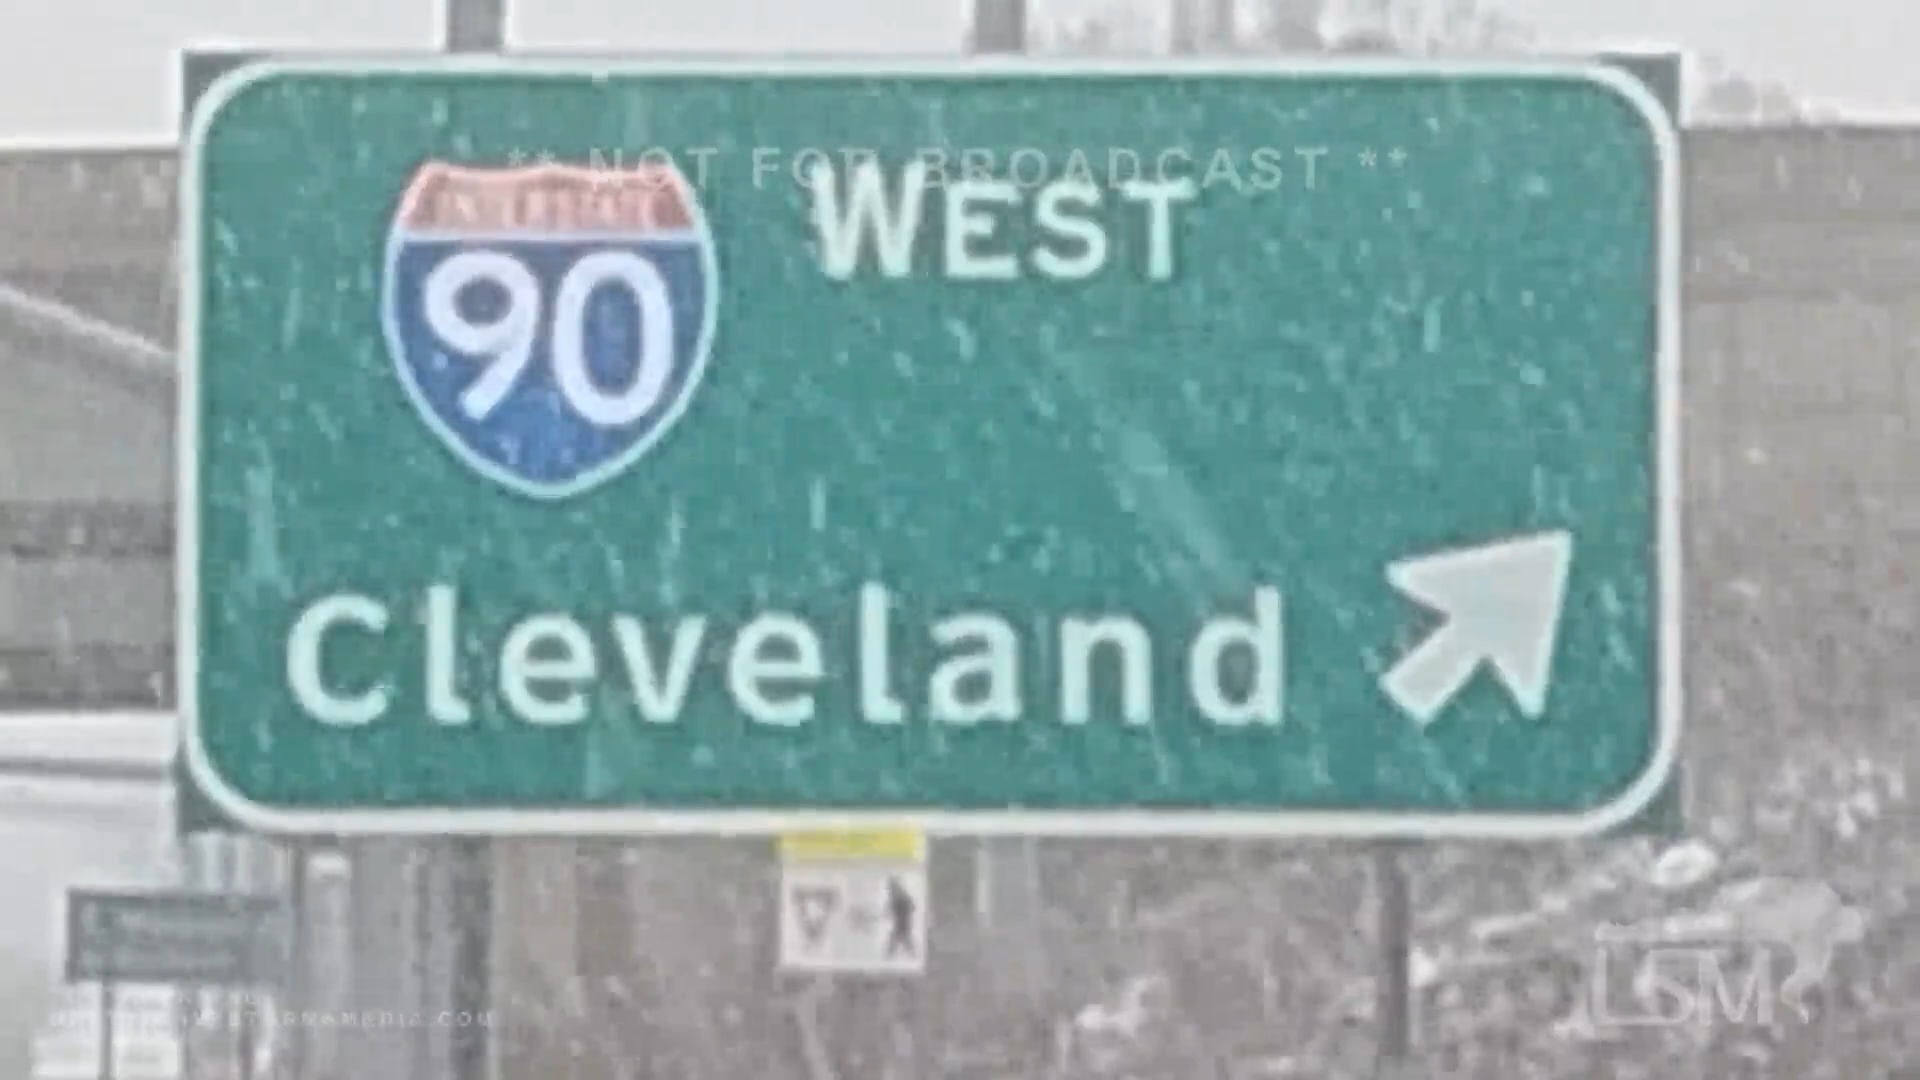 ** NOT FOR BROADCAST **
INTERSTATE
WEST
90
Cleveland
LSM